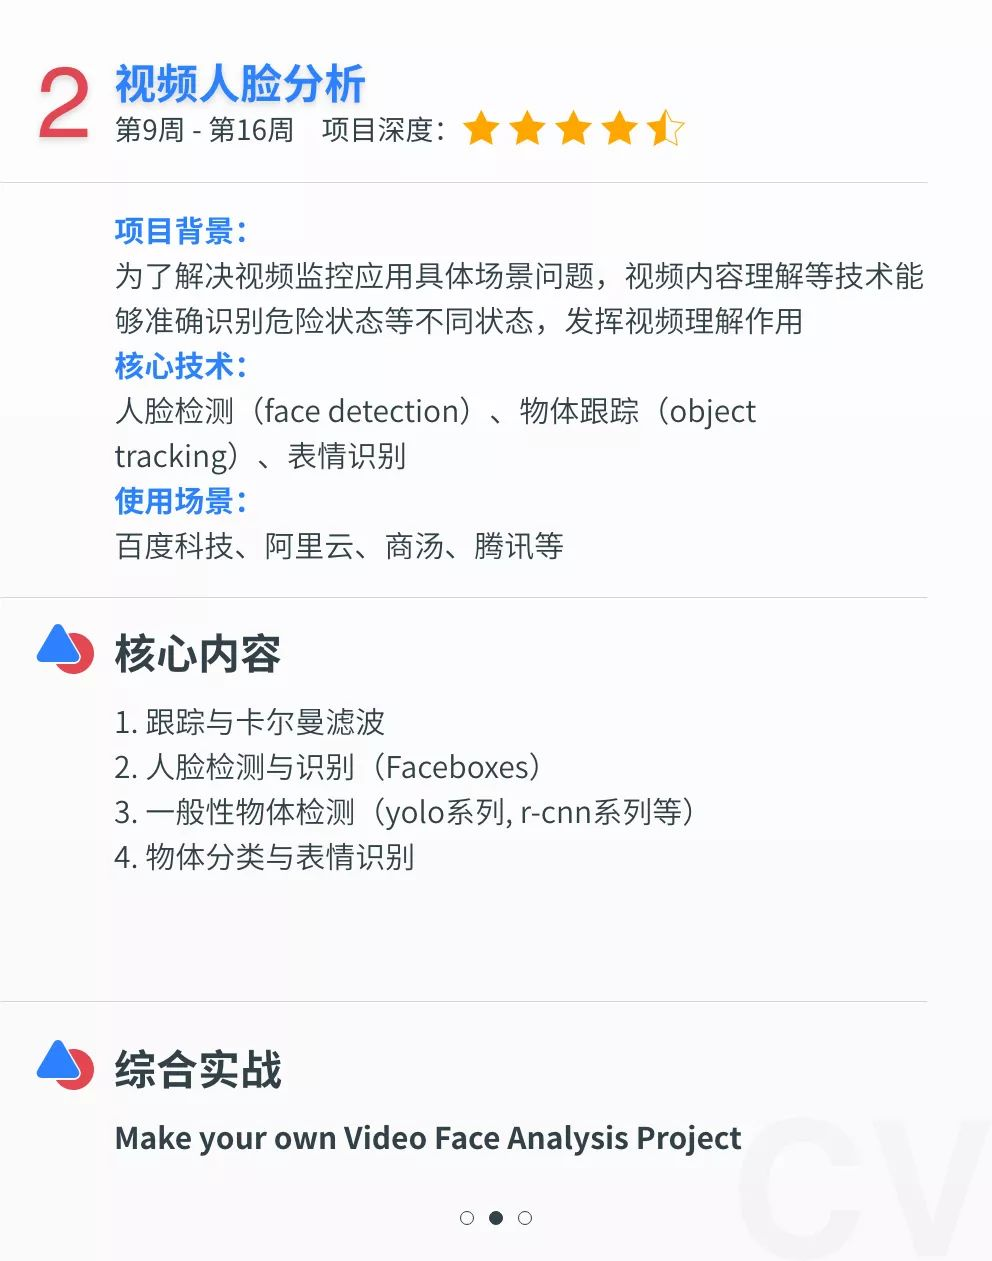 2
视频人脸分析
第9周 - 第16周 项目深度：
项目背景：
为了解决视频监控应用具体场景问题，视频内容理解等技术能
够准确识别危险状态等不同状态，发挥视频理解作用
核心技术：
人脸检测（face detection）、物体跟踪（object
tracking）、表情识别
使用场景：
百度科技、阿里云、商汤、腾讯等
核心内容
1. 跟踪与卡尔曼滤波
2. 人脸检测与识别（Faceboxes）
3. 一般性物体检测（yolo系列, r-cnn系列等）
4. 物体分类与表情识别
综合实战
Make your own Video Face Analysis Project
CV